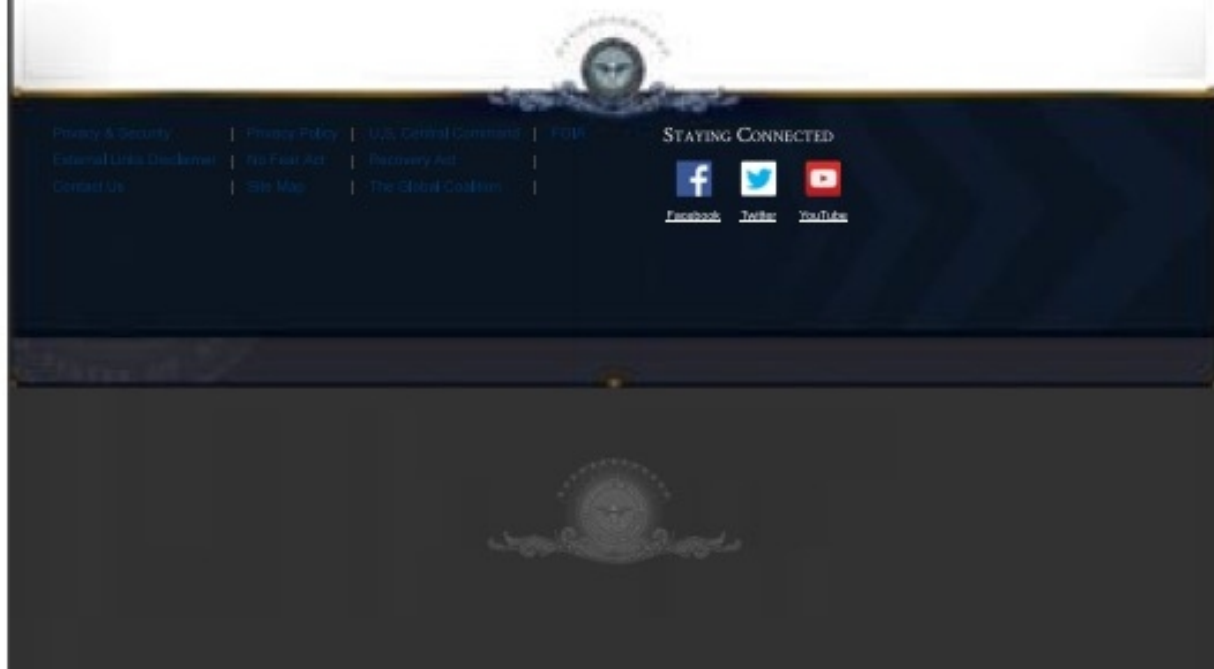 Privacy & Security | Privacy Policy | U.S. Central Command | FOIA
External Links Disclaimer | No Fear Act | Recovery Act |
Contact Us | Site Map | The Global Coalition |
STAYING CONNECTED
Facebook Twitter YouTube